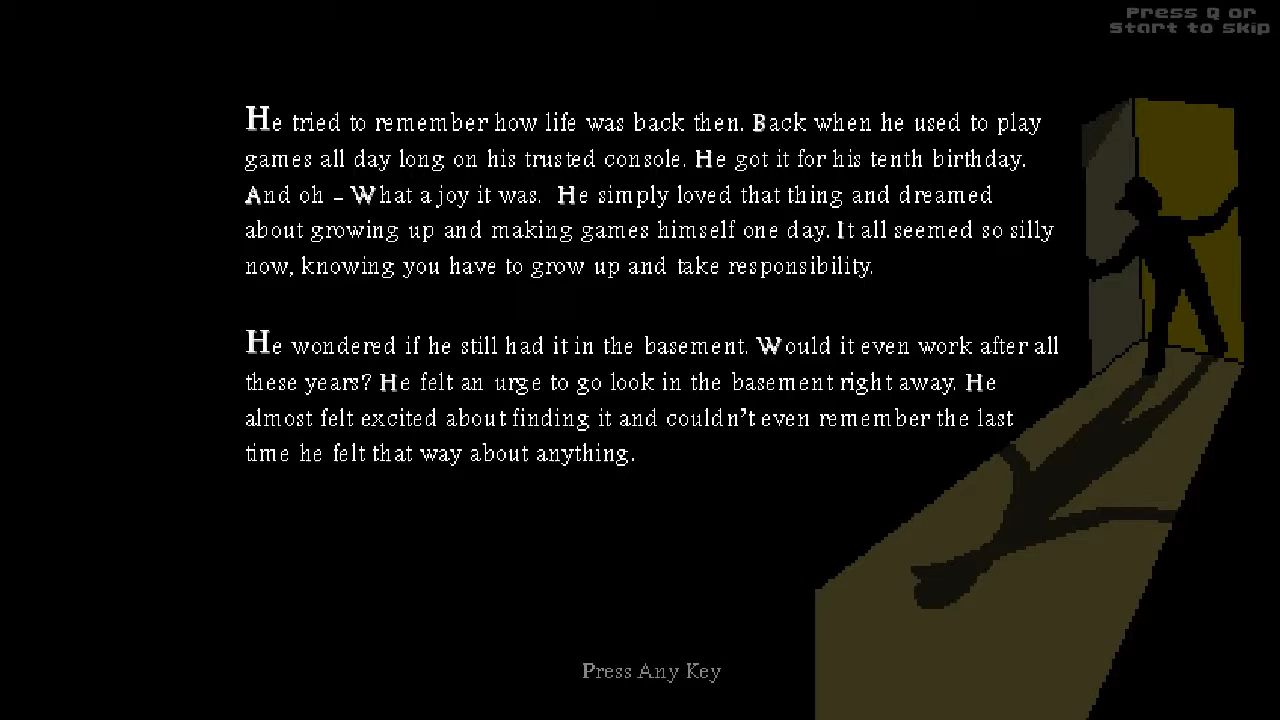 Press Q or
Start to skip
He tried to remember how life was back then. Back when he used to play
games all day long on his trusted console. He got it for his tenth birthday.
And oh - What a joy it was.  He simply loved that thing and dreamed
about growing up and making games himself one day. It all seemed so silly
now, knowing you have to grow up and take responsibility.
He wondered if he still had it in the basement. Would it even work after all
these years? He felt an urge to go look in the basement right away. He
almost felt excited about finding it and couldn't even remember the last
time he felt that way about anything.
Press Any Key